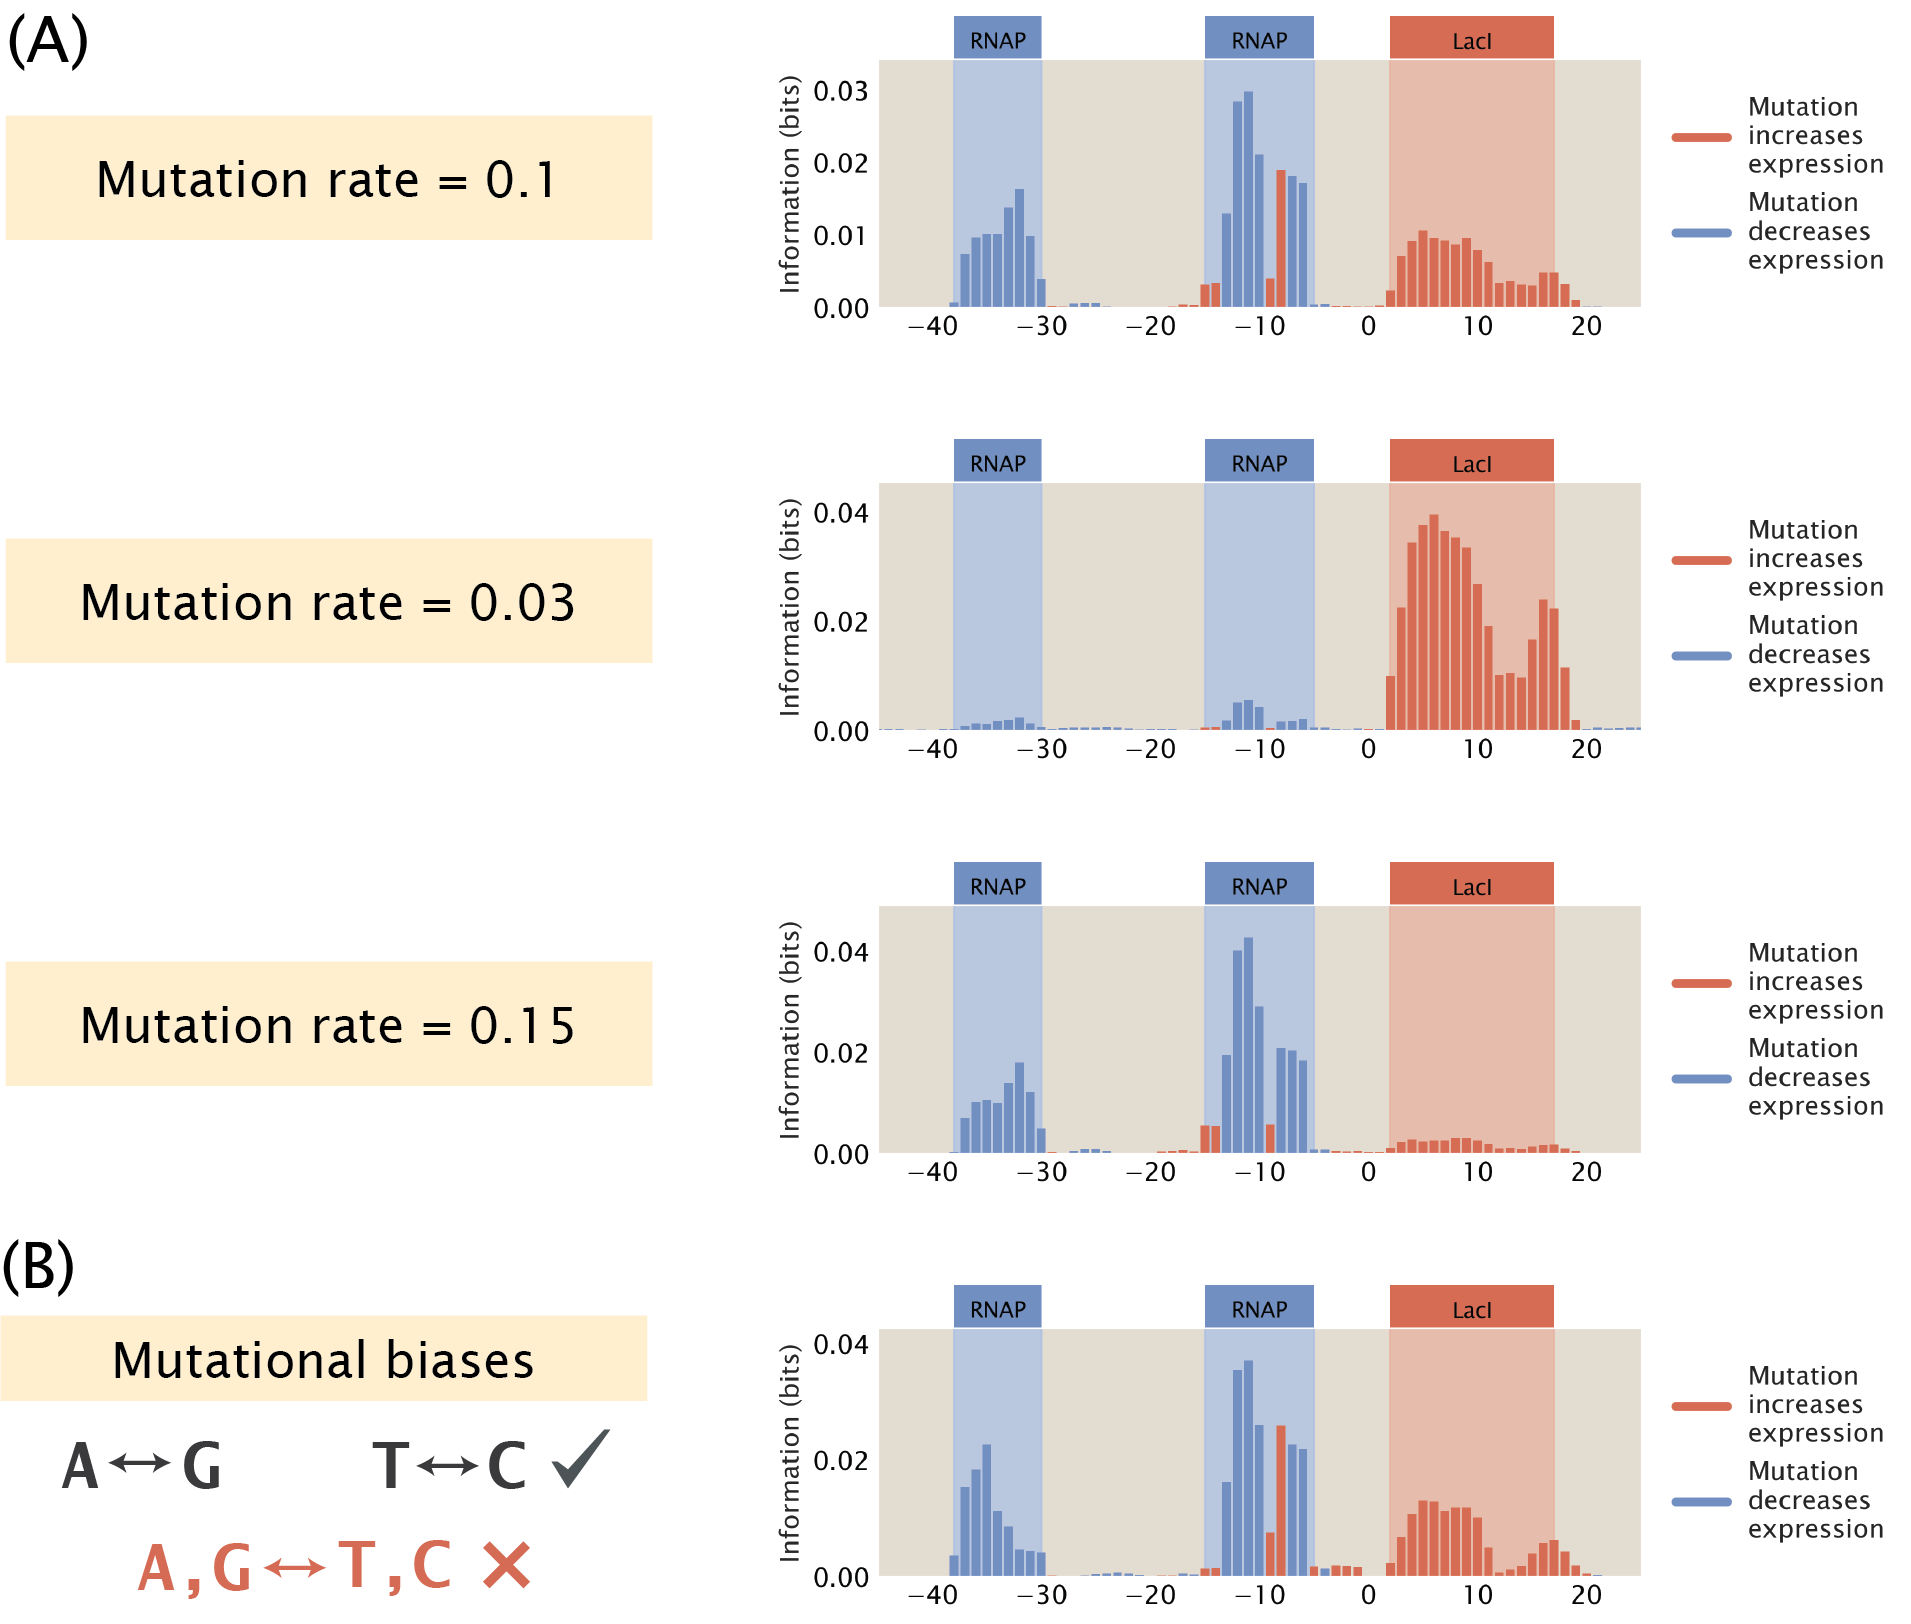 (A)
Mutation rate = 0.1
RNAP RNAP LacI
Information (bits)
0.03
0.02
0.01
0.00
−40 −30 −20 −10 0 10 20
Mutation
increases
expression
Mutation
decreases
expression
Mutation rate = 0.03
RNAP RNAP LacI
Information (bits)
0.04
0.02
0.00
−40 −30 −20 −10 0 10 20
Mutation
increases
expression
Mutation
decreases
expression
Mutation rate = 0.15
RNAP RNAP LacI
Information (bits)
0.04
0.02
0.00
−40 −30 −20 −10 0 10 20
Mutation
increases
expression
Mutation
decreases
expression
(B)
Mutational biases
A↔G T↔C ✓
A,G↔T,C ✕
RNAP RNAP LacI
Information (bits)
0.04
0.02
0.00
−40 −30 −20 −10 0 10 20
Mutation
increases
expression
Mutation
decreases
expression